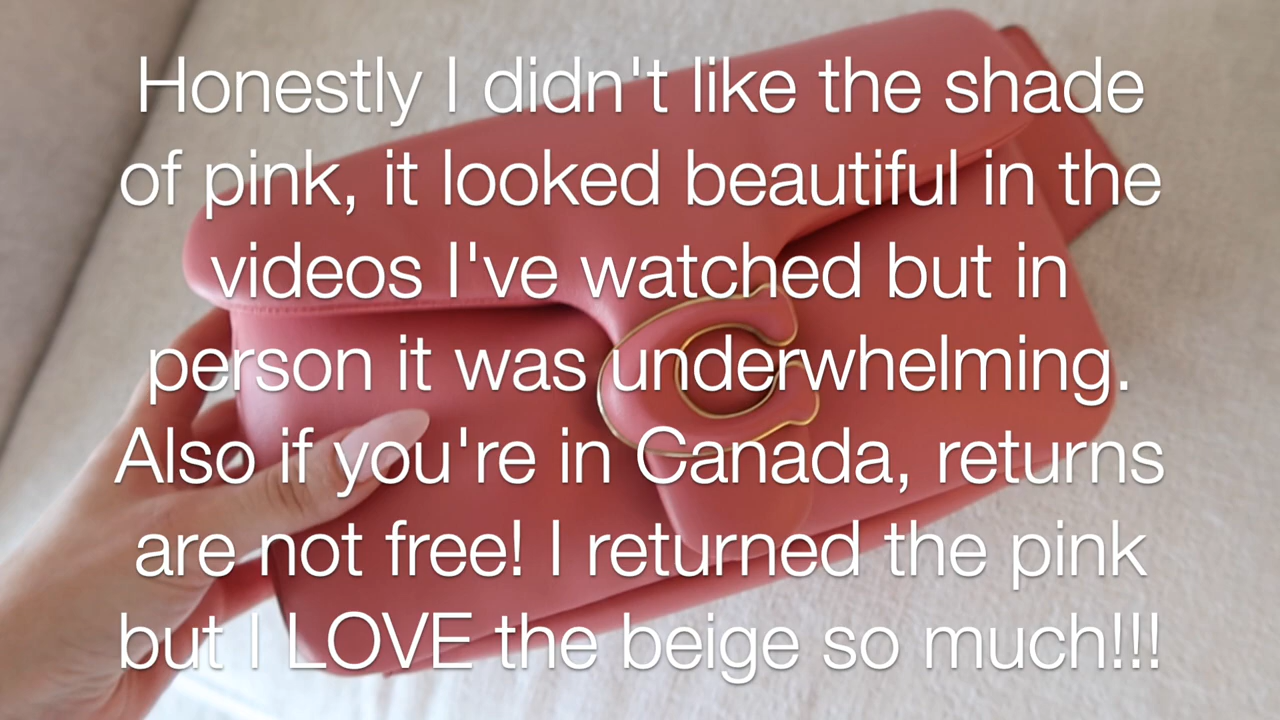 Honestly I didn't like the shade
of pink, it looked beautiful in the
videos I've watched but in
person it was underwhelming.
Also if you're in Canada, returns
are not free! I returned the pink
but I LOVE the beige so much!!!